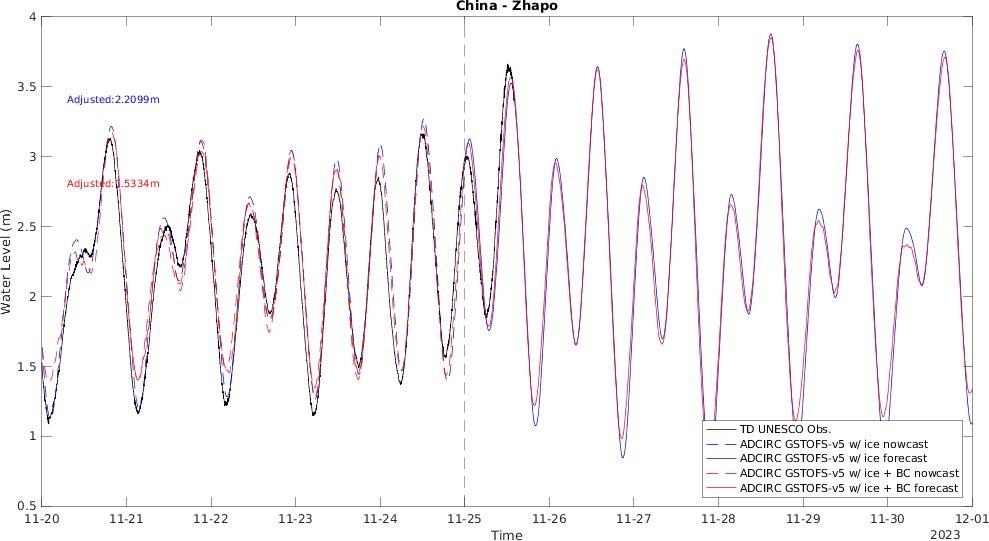 China - Zhapo
4
3.5
3
2.5
2
1.5
1
0.5
Water Level (m)
Adjusted:2.2099m
Adjusted:
TD UNESCO Obs.
ADCIRC GSTOFS-v5 w/ ice nowcast
ADCIRC GSTOFS-v5 w/ ice forecast
ADCIRC GSTOFS-v5 w/ ice + BC nowcast
ADCIRC GSTOFS-v5 w/ ice + BC forecast
11-20 11-21 11-22 11-23 11-24 11-25 11-26 11-27 11-28 11-29 11-30 12-01
Time
2023